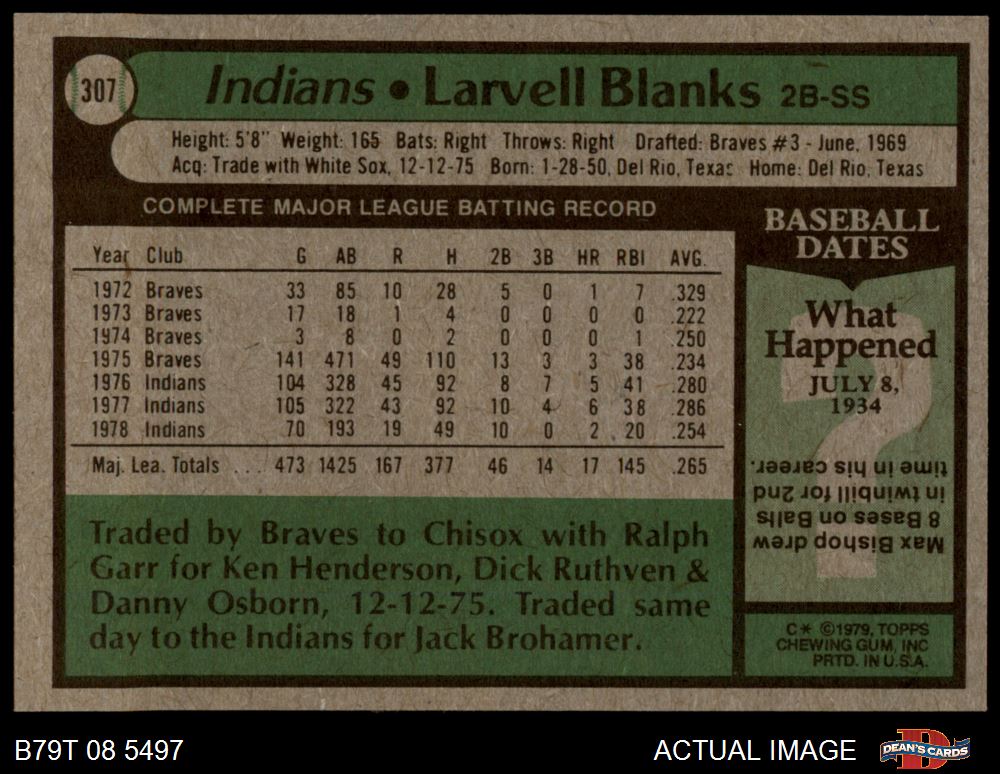 307
Indians • Larvell Blanks 2B-SS
Height: 5'8" Weight: 165 Bats: Right Throws: Right Drafted: Braves #3 - June, 1969
Acq: Trade with White Sox, 12-12-75 Born: 1-28-50, Del Rio, Texas Home: Del Rio, Texas
COMPLETE MAJOR LEAGUE BATTING RECORD
Year Club G AB R H 2B 3B HR RBI AVG.
1972 Braves 33 85 10 28 5 0 1 7 .329
1973 Braves 17 18 1 4 0 0 0 0 .222
1974 Braves 3 8 0 2 0 0 0 1 .250
1975 Braves 141 471 49 110 13 3 3 38 .234
1976 Indians 104 328 45 92 8 7 5 41 .280
1977 Indians 105 322 43 92 10 4 6 38 .286
1978 Indians 70 193 19 49 10 0 2 20 .254
Maj. Lea. Totals ... 473 1425 167 377 46 14 17 145 .265
Traded by Braves to Chisox with Ralph
Garr for Ken Henderson, Dick Ruthven &
Danny Osborn, 12-12-75. Traded same
day to the Indians for Jack Brohamer.
BASEBALL
DATES
What
Happened
JULY 8,
1934
?
Max Bishop drew
8 Bases on Balls
in twinbill for 2nd
time in his career.
C* ©1979, TOPPS
CHEWING GUM, INC
PRTD. IN U.S.A.
B79T 08 5497
ACTUAL IMAGE
DEAN'S CARDS